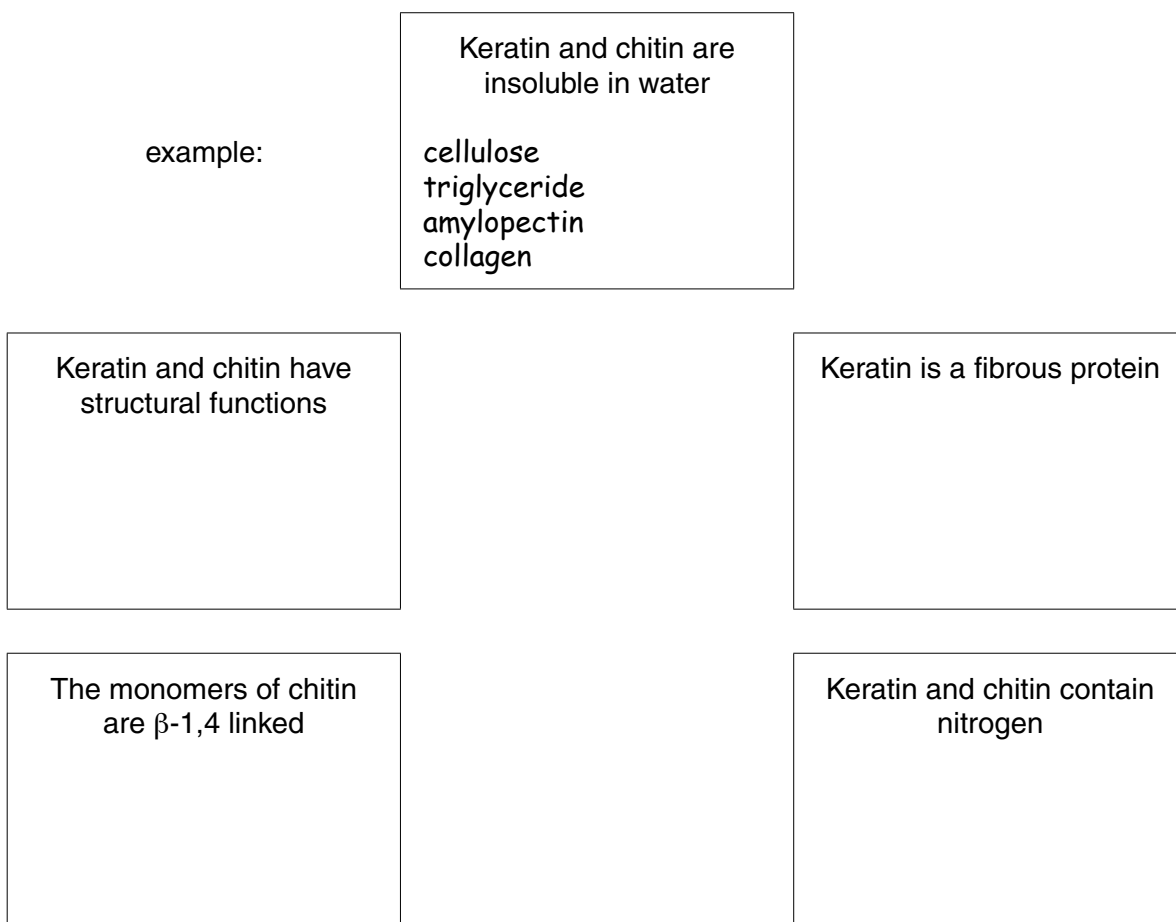 Keratin and chitin are
insoluble in water
example:
cellulose
triglyceride
amylopectin
collagen
Keratin and chitin have
structural functions
Keratin is a fibrous protein
The monomers of chitin
are β-1,4 linked
Keratin and chitin contain
nitrogen